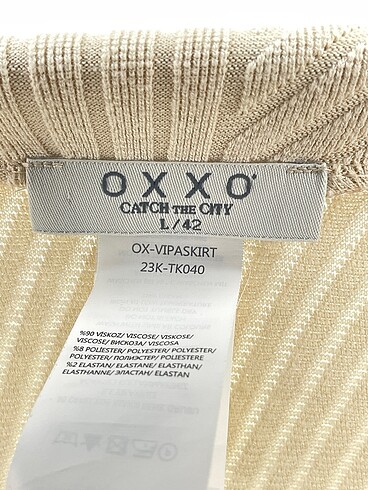 OXXO
CATCH THE CITY
L/42
OX-VIPASKIRT
23K-TK040
%90 VİSKOZ/ VISCOSE/ VISKOSE/
VISCOSE/ ВИСКОЗА/ VISCOSA
%8 POLİESTER/ POLYESTER/ POLYESTER/
POLYESTER/ ПОЛИЭСТЕР/ POLIESTERE
%2 ELASTAN/ ELASTANE/ ELASTHAN/
ELASTHANNE/ ЭЛАСТАН/ ELASTAN